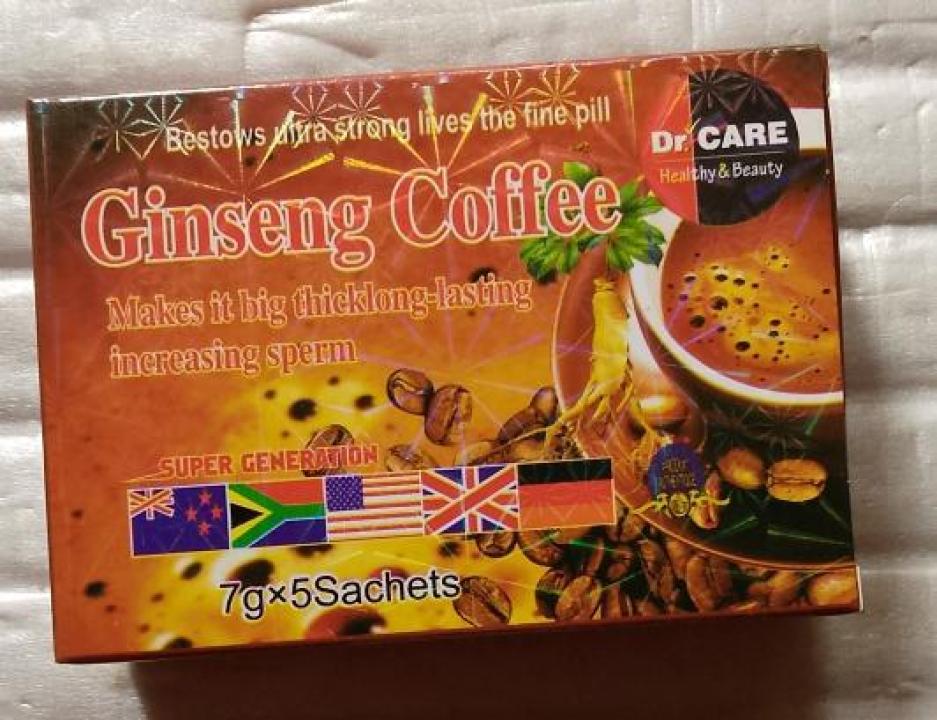 Bestows ultra strong lives the fine pill
Dr. CARE
Healthy & Beauty
Ginseng Coffee
Makes it big thicklong-lasting
increasing sperm
SUPER GENERATION
7g×5Sachets